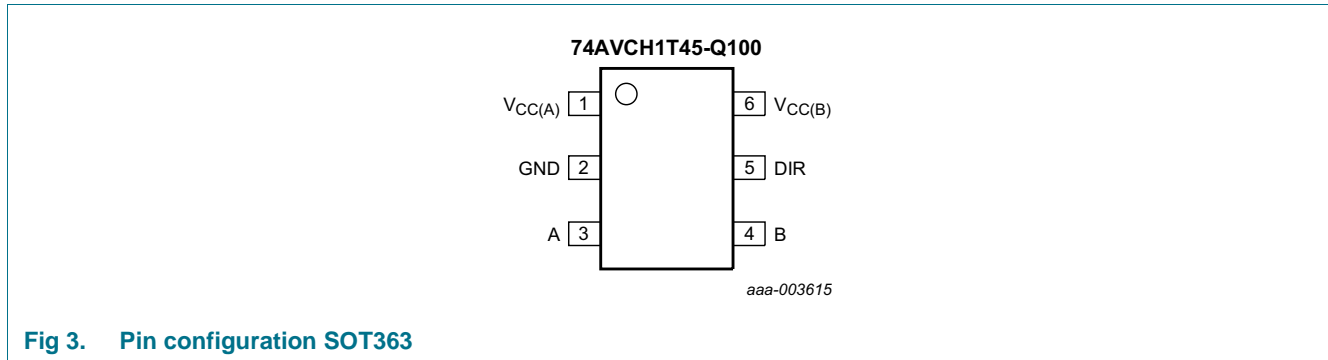 74AVCH1T45-Q100
VCC(A) 1 6 VCC(B)
GND 2 5 DIR
A 3 4 B
aaa-003615
Fig 3. Pin configuration SOT363